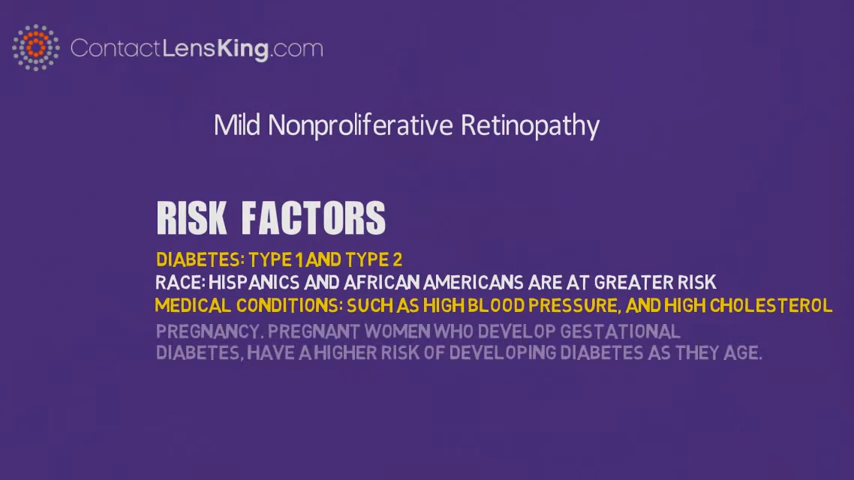 ContactLensKing.com
Mild Nonproliferative Retinopathy
RISK FACTORS
DIABETES: TYPE 1 AND TYPE 2
RACE: HISPANICS AND AFRICAN AMERICANS ARE AT GREATER RISK
MEDICAL CONDITIONS: SUCH AS HIGH BLOOD PRESSURE, AND HIGH CHOLESTEROL
PREGNANCY. PREGNANT WOMEN WHO DEVELOP GESTATIONAL
DIABETES, HAVE A HIGHER RISK OF DEVELOPING DIABETES AS THEY AGE.